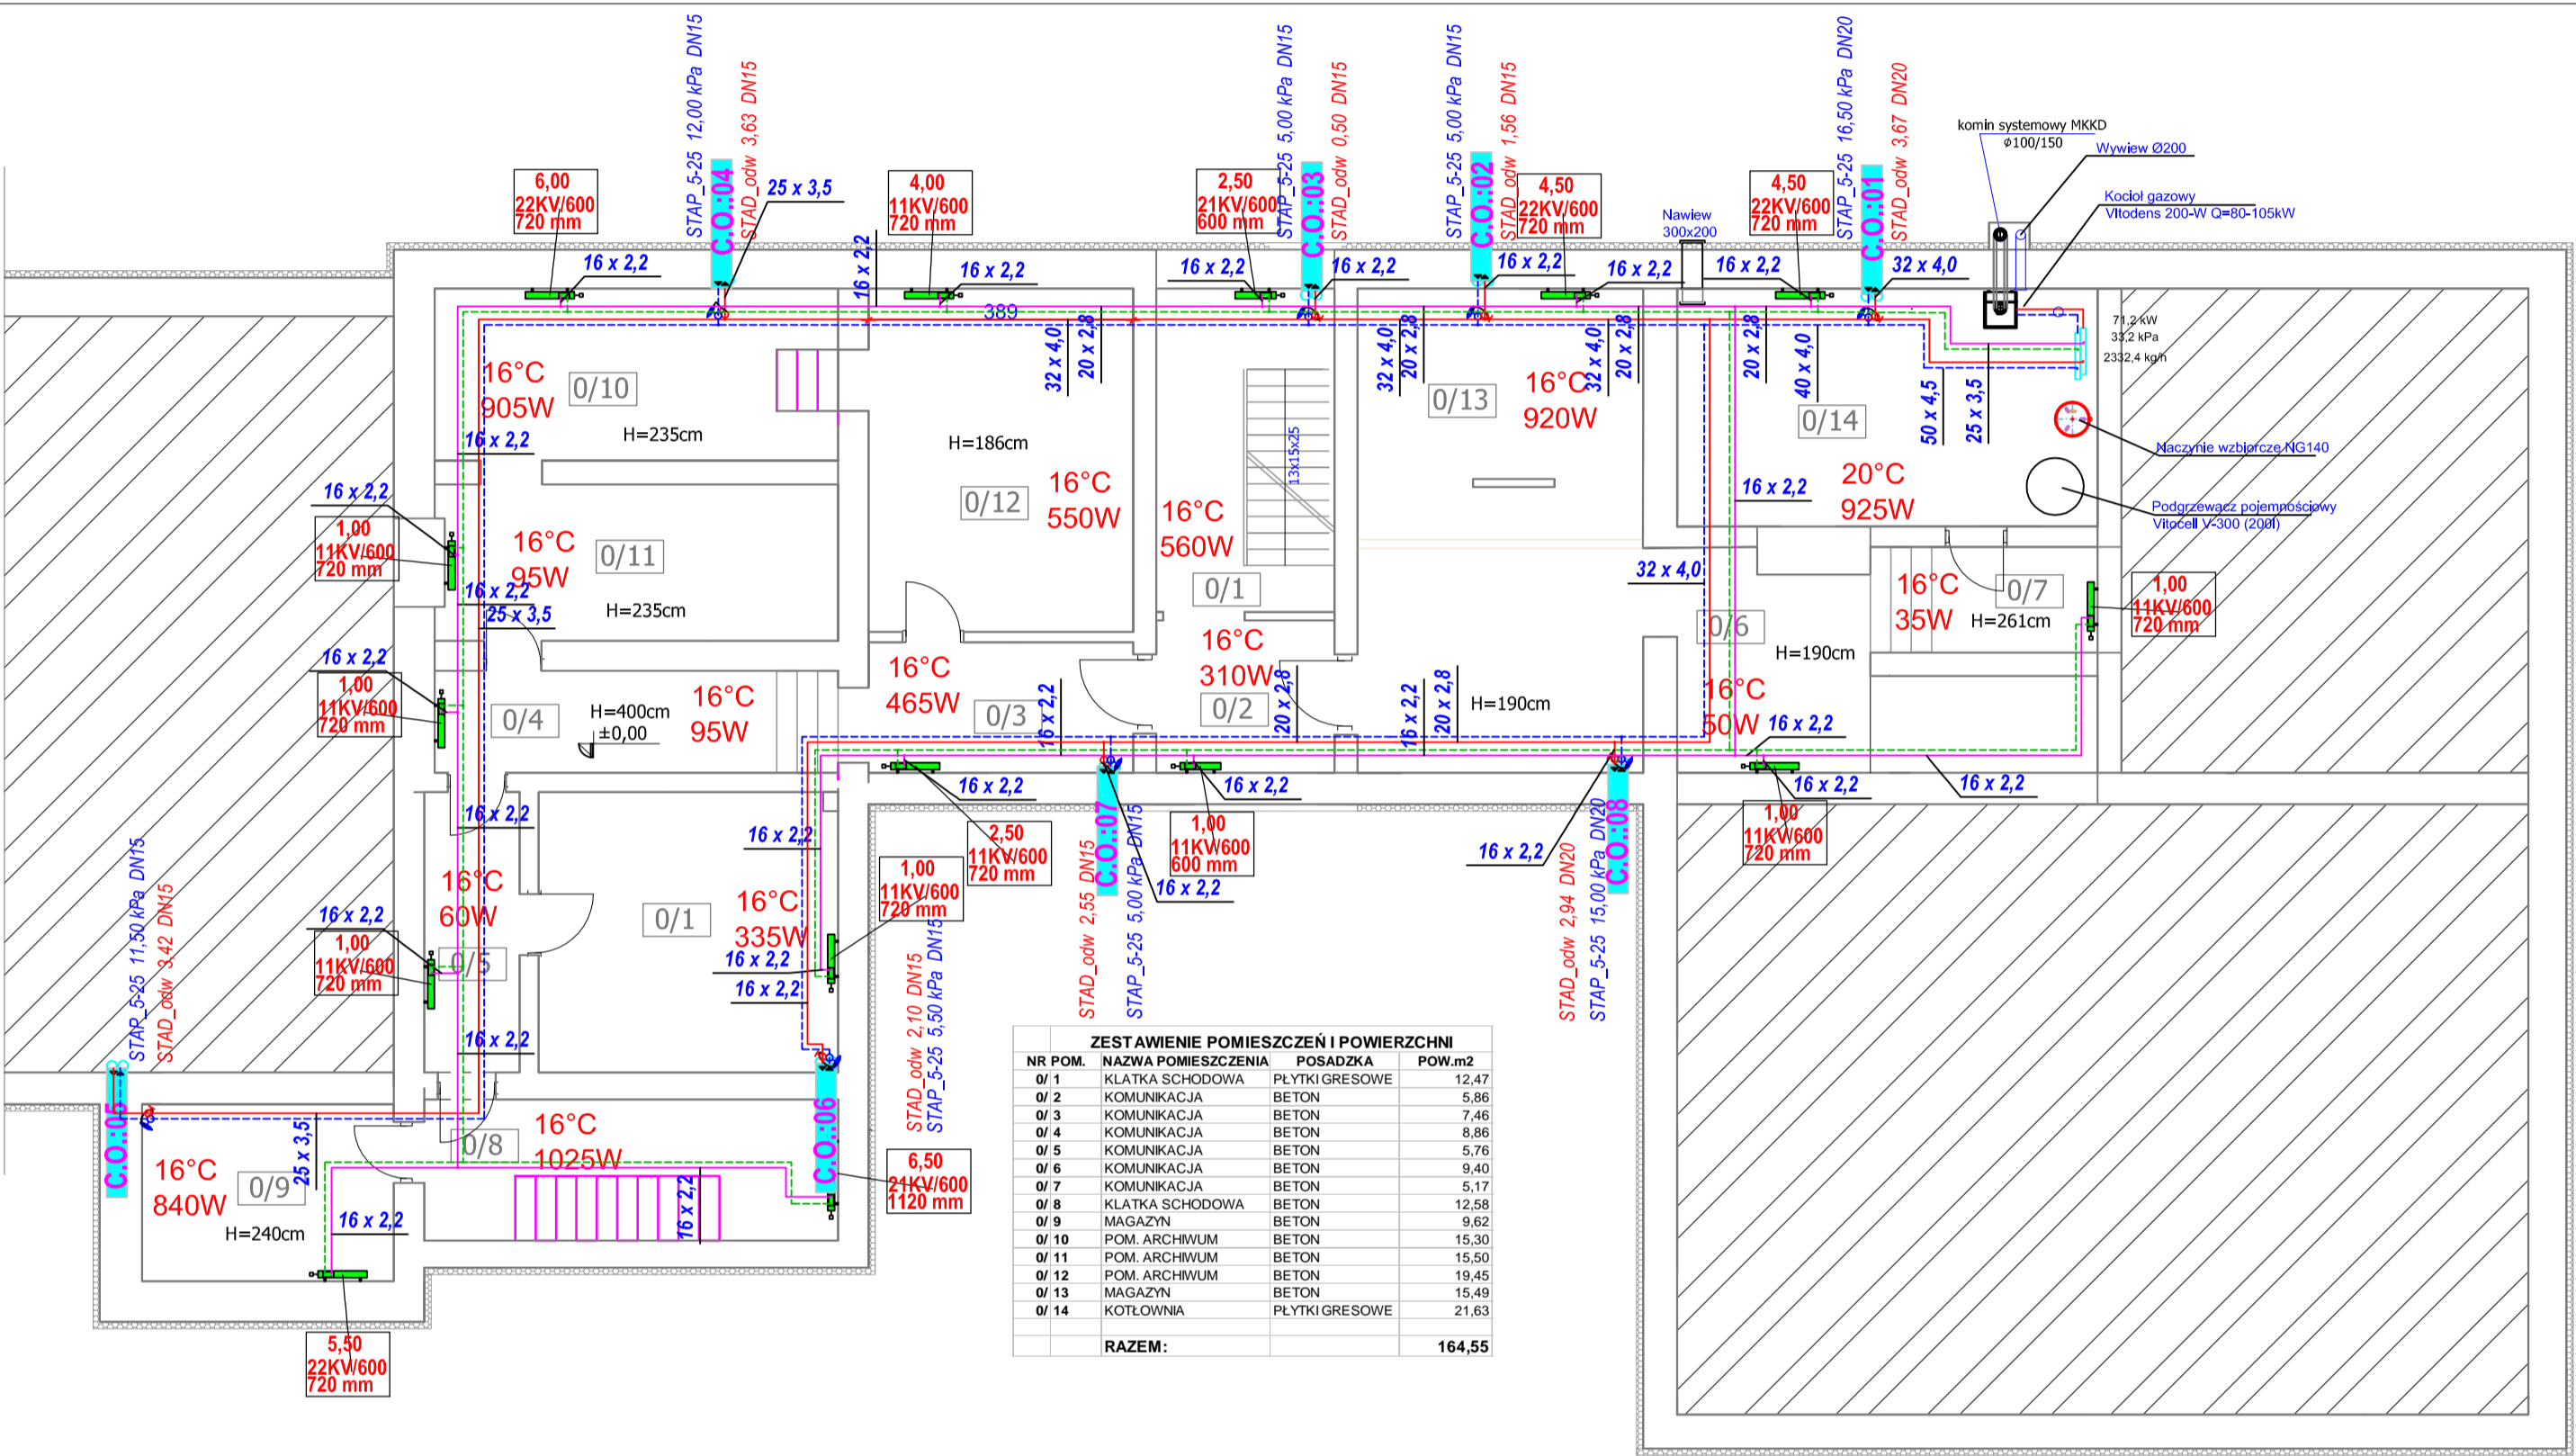 STAP_5-25 12,00 kPa DN15
STAD_odw 3,63 DN15
C.O.:04
25 x 3,5
STAP_5-25 5,00 kPa DN15
STAD_odw 0,50 DN15
C.O.:03
STAP_5-25 5,00 kPa DN15
STAD_odw 1,56 DN15
C.O.:02
STAP_5-25 16,50 kPa DN20
STAD_odw 3,67 DN20
C.O.:01
komin systemowy MKKD
φ100/150
Wywiew Ø200
Kocioł gazowy
Vitodens 200-W Q=80-105kW
6,00
22KV/600
720 mm
4,00
11KV/600
720 mm
2,50
21KV/600
600 mm
4,50
22KV/600
720 mm
4,50
22KV/600
720 mm
Nawiew
300x200
16 x 2,2
16 x 2,2
16 x 2,2
16 x 2,2
16 x 2,2
16 x 2,2
16 x 2,2
16 x 2,2
32 x 4,0
389
71,2 kW
33,2 kPa
2332,4 kg/h
32 x 4,0
20 x 2,8
32 x 4,0
20 x 2,8
32 x 4,0
20 x 2,8
20 x 2,8
40 x 4,0
50 x 4,5
25 x 3,5
16°C
905W
0/10
H=235cm
16 x 2,2
H=186cm
0/12
16°C
550W
13x15x25
0/13
16°C
920W
0/14
20°C
925W
16 x 2,2
Naczynie wzbiorcze NG140
Podgrzewacz pojemnościowy
Vitocell V-300 (200l)
16 x 2,2
1,00
11KV/600
720 mm
16°C
95W
0/11
H=235cm
16 x 2,2
25 x 3,5
16°C
560W
0/1
32 x 4,0
16°C
35W
0/7
H=261cm
1,00
11KV/600
720 mm
16 x 2,2
1,00
11KV/600
720 mm
0/4
H=400cm
±0,00
16°C
95W
16°C
465W
0/3
16 x 2,2
16°C
310W
0/2
20 x 2,8
16 x 2,2
20 x 2,8
H=190cm
0/6
H=190cm
16°C
50W
16 x 2,2
16 x 2,2
16 x 2,2
16 x 2,2
16 x 2,2
16 x 2,2
16 x 2,2
2,50
11KV/600
720 mm
C.O.:07
STAD_odw 2,55 DN15
STAP_5-25 5,00 kPa DN15
16 x 2,2
1,00
11KV/600
600 mm
16 x 2,2
C.O.:08
STAD_odw 2,94 DN20
STAP_5-25 15,00 kPa DN20
1,00
11KV/600
720 mm
STAP_5-25 11,50 kPa DN15
STAD_odw 3,42 DN15
C.O.:05
16°C
60W
16 x 2,2
1,00
11KV/600
720 mm
0/5
0/1
16°C
335W
16 x 2,2
16 x 2,2
1,00
11KV/600
720 mm
STAD_odw 2,10 DN15
STAP_5-25 5,50 kPa DN15
C.O.:06
16 x 2,2
0/8
16°C
1025W
16 x 2,2
6,50
21KV/600
1120 mm
16°C
840W
0/9
25 x 3,5
H=240cm
16 x 2,2
5,50
22KV/600
720 mm
ZESTAWIENIE POMIESZCZEŃ I POWIERZCHNI
NR POM. NAZWA POMIESZCZENIA POSADZKA POW.m2
0/ 1 KLATKA SCHODOWA PŁYTKI GRESOWE 12,47
0/ 2 KOMUNIKACJA BETON 5,86
0/ 3 KOMUNIKACJA BETON 7,46
0/ 4 KOMUNIKACJA BETON 8,86
0/ 5 KOMUNIKACJA BETON 5,76
0/ 6 KOMUNIKACJA BETON 9,40
0/ 7 KOMUNIKACJA BETON 5,17
0/ 8 KLATKA SCHODOWA BETON 12,58
0/ 9 MAGAZYN BETON 9,62
0/ 10 POM. ARCHIWUM BETON 15,30
0/ 11 POM. ARCHIWUM BETON 15,50
0/ 12 POM. ARCHIWUM BETON 19,45
0/ 13 MAGAZYN BETON 15,49
0/ 14 KOTŁOWNIA PŁYTKI GRESOWE 21,63
RAZEM: 164,55